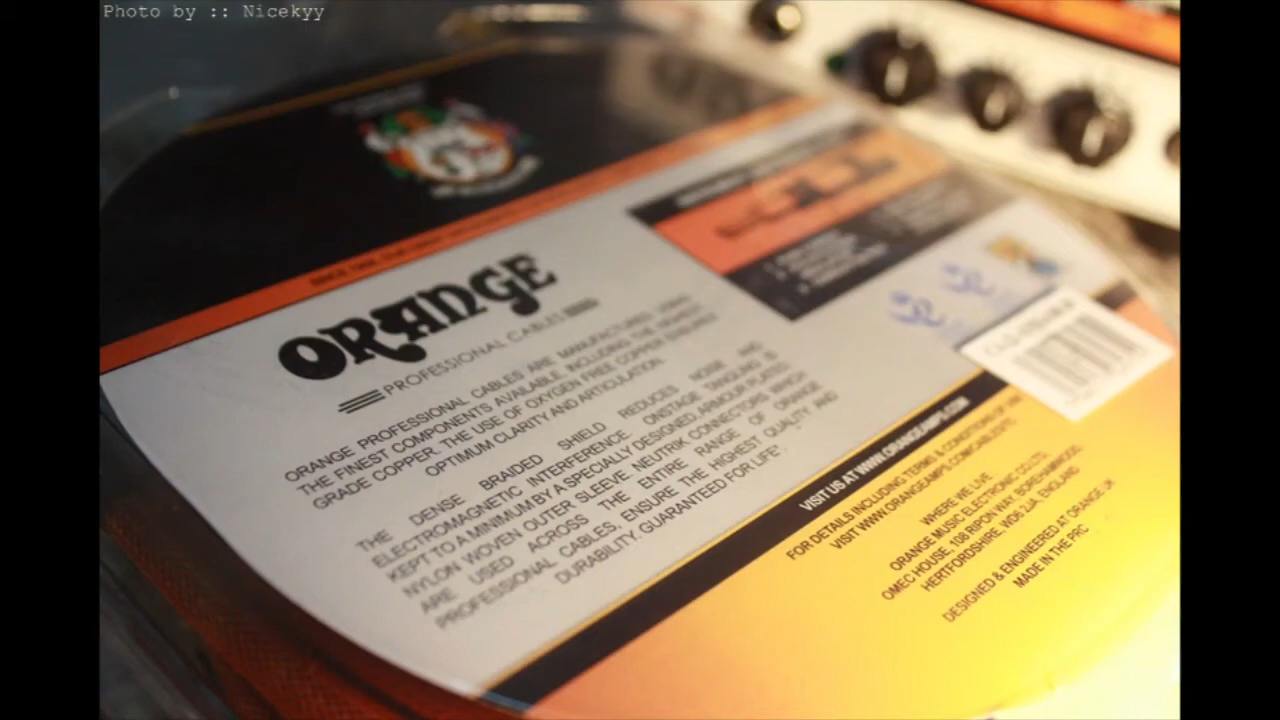 Photo by :: Nicekyy
ORANGE
PROFESSIONAL CABLES
ORANGE PROFESSIONAL CABLES ARE MANUFACTURED USING
THE FINEST COMPONENTS AVAILABLE INCLUDING THE HIGHEST
GRADE COPPER. THE USE OF OXYGEN FREE COPPER ENSURES
OPTIMUM CLARITY AND ARTICULATION.
THE DENSE BRAIDED SHIELD REDUCES NOISE AND
ELECTROMAGNETIC INTERFERENCE. ONSTAGE TANGLING IS
KEPT TO A MINIMUM BY A SPECIALLY DESIGNED, ARMOUR-PLATED
NYLON WOVEN OUTER SLEEVE. NEUTRIK CONNECTORS WHICH
ARE USED ACROSS THE ENTIRE RANGE OF ORANGE
PROFESSIONAL CABLES, ENSURE THE HIGHEST QUALITY AND
DURABILITY. GUARANTEED FOR LIFE*.
VISIT US AT WWW.ORANGEAMPS.COM
FOR DETAILS INCLUDING TERMS & CONDITIONS OF USE
VISIT WWW.ORANGEAMPS.COM/CABLESITE
WHERE WE LIVE
ORANGE MUSIC ELECTRONIC CO LTD.
OMEC HOUSE, 108 RIPON WAY, BOREHAMWOOD,
HERTFORDSHIRE, WD6 2JA, ENGLAND
DESIGNED & ENGINEERED AT ORANGE UK
MADE IN THE PRC